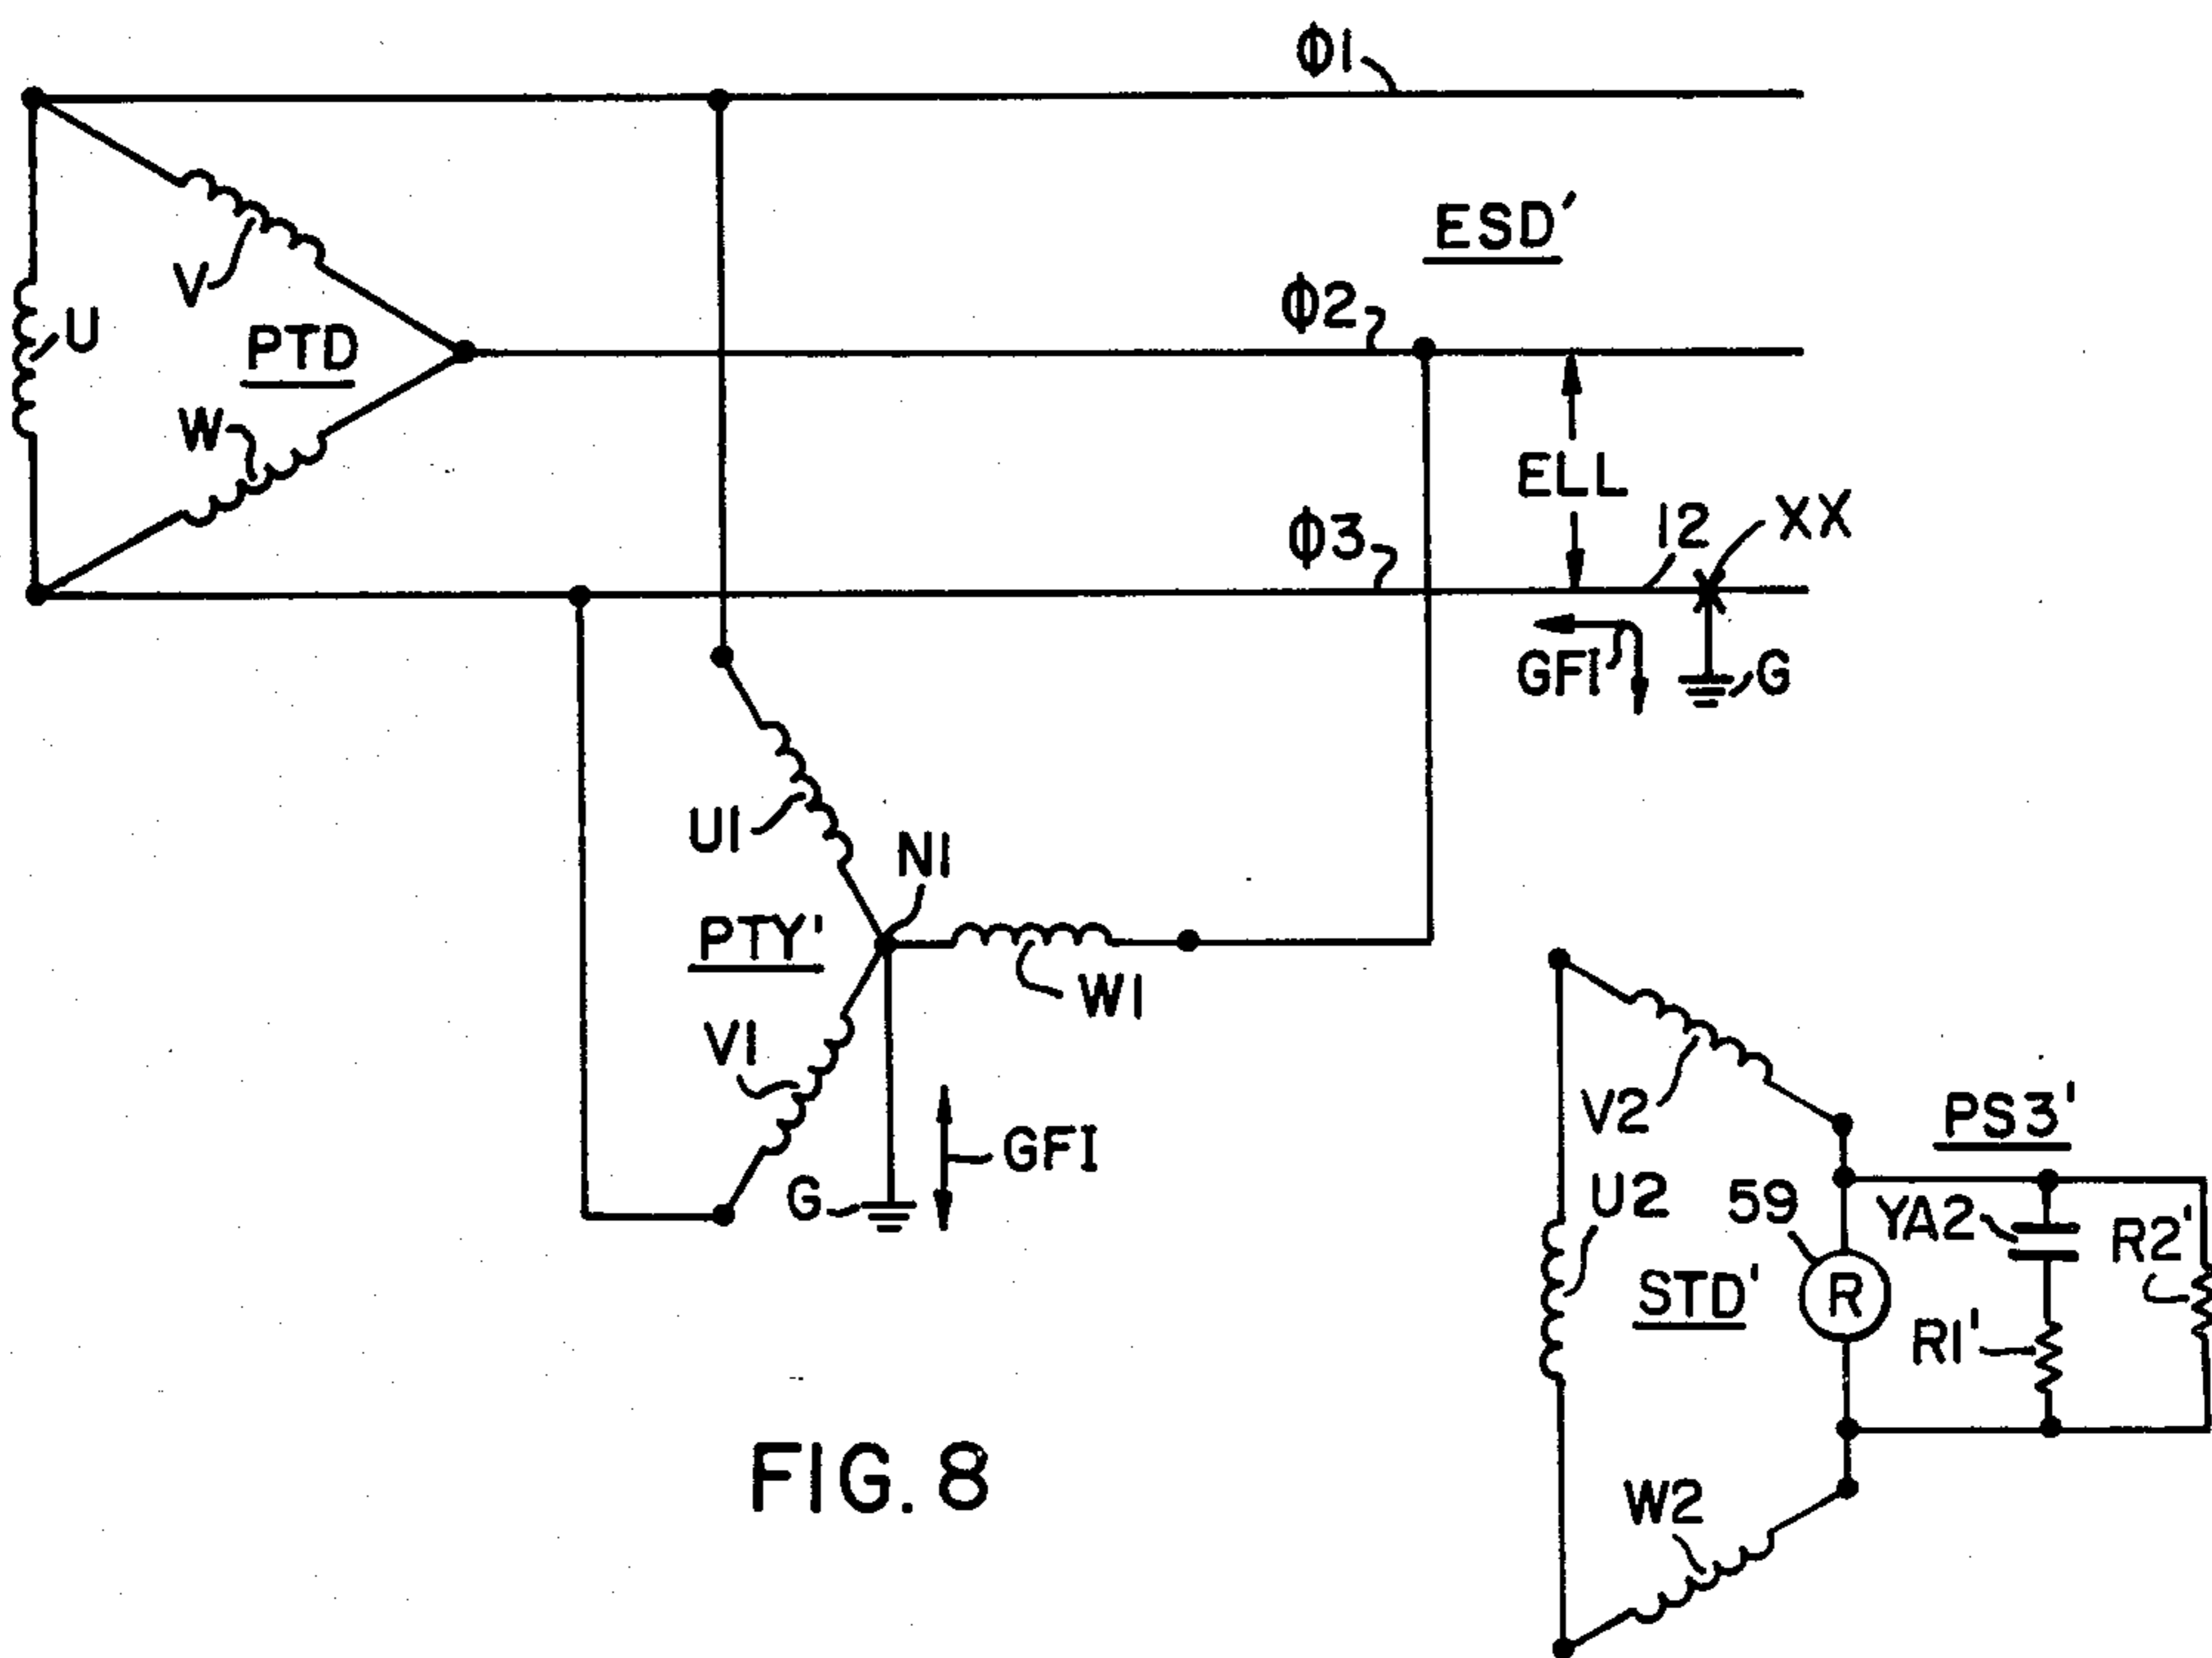 Φ1
ESD'
V
Φ2
U
PTD
W
ELL
Φ3
12
XX
GFI
G
U1
N1
PTY'
W1
V1
V2
PS3'
GFI
G
59
U2
YA2
R2'
STD'
R
R1'
FIG. 8
W2